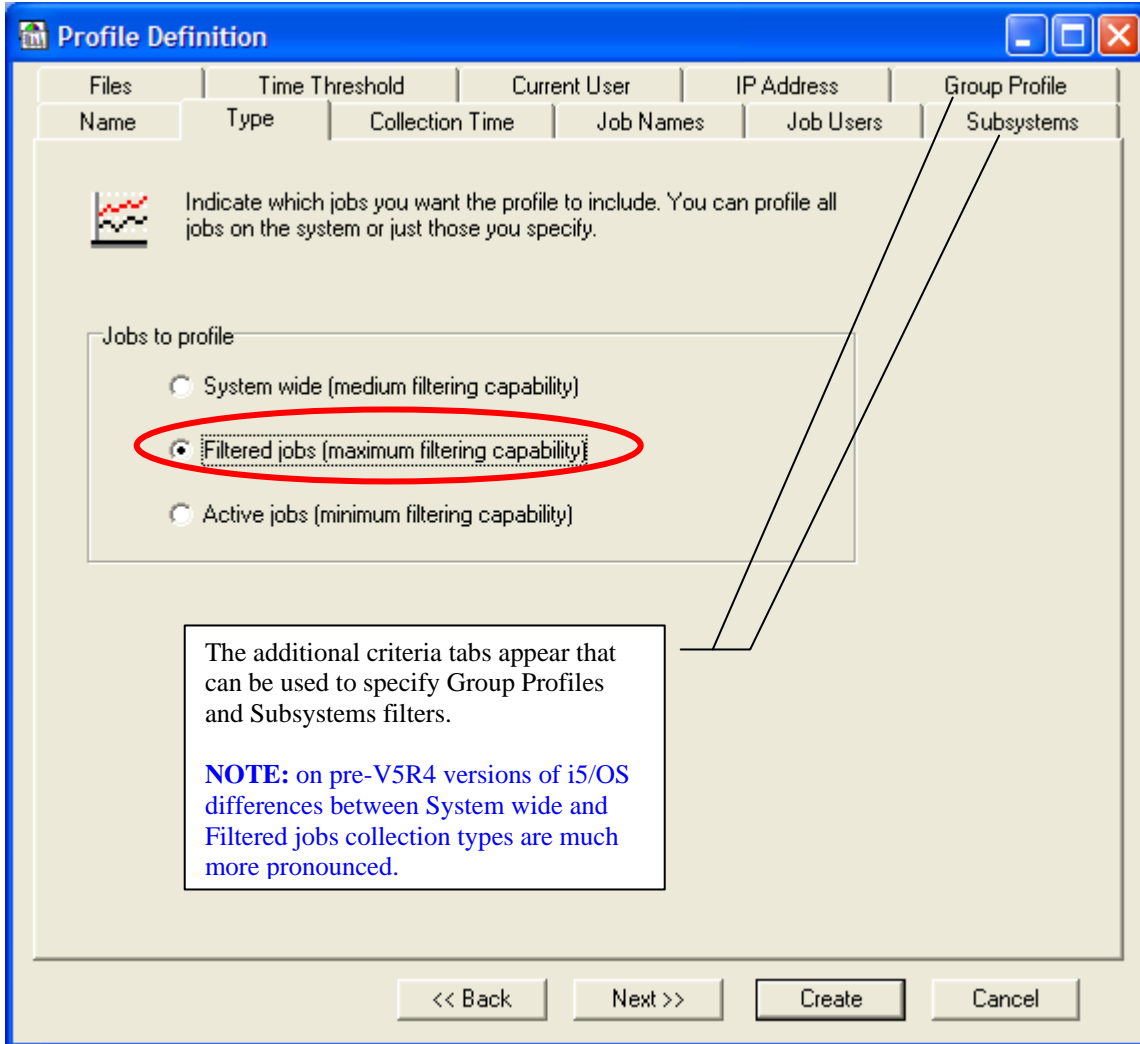 Profile Definition
Files
Time Threshold
Current User
IP Address
Group Profile
Name
Type
Collection Time
Job Names
Job Users
Subsystems
Indicate which jobs you want the profile to include. You can profile all
jobs on the system or just those you specify.
Jobs to profile
System wide (medium filtering capability)
Filtered jobs (maximum filtering capability)
Active jobs (minimum filtering capability)
The additional criteria tabs appear that
can be used to specify Group Profiles
and Subsystems filters.
NOTE: on pre-V5R4 versions of i5/OS
differences between System wide and
Filtered jobs collection types are much
more pronounced.
<< Back
Next >>
Create
Cancel